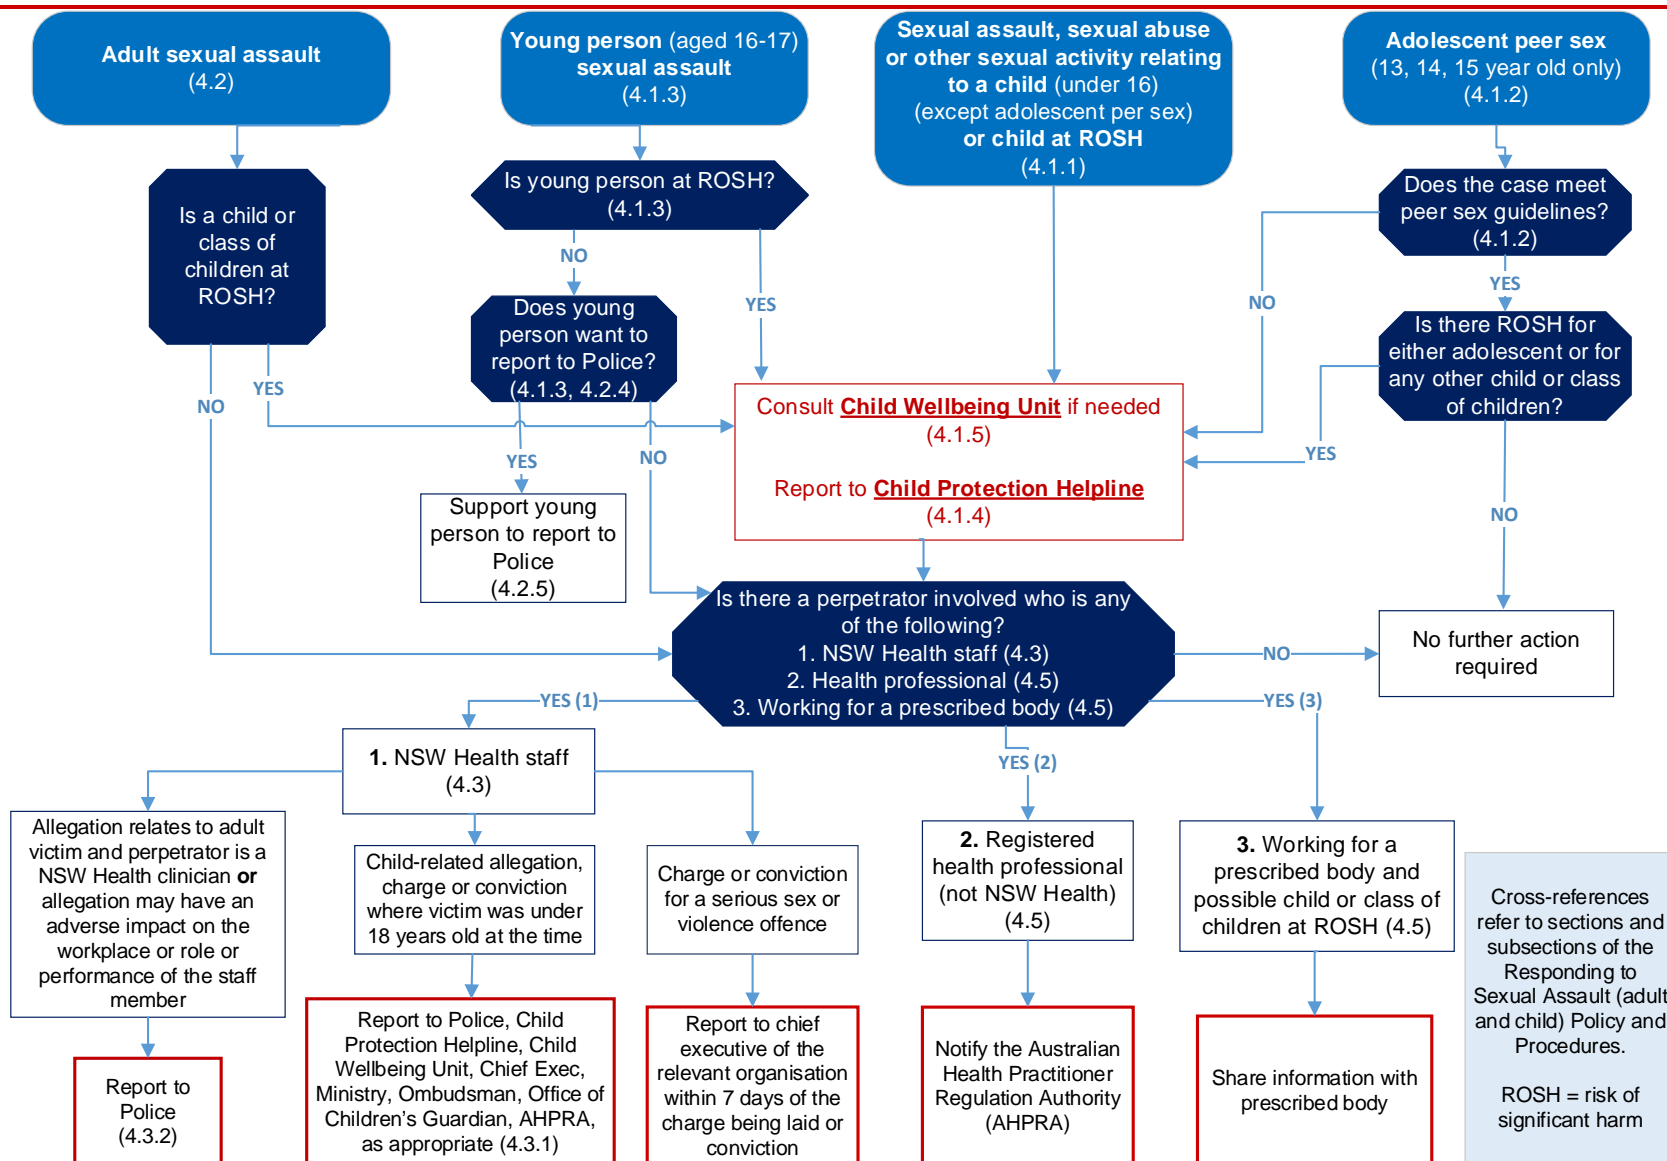 Adult sexual assault
(4.2)
Young person (aged 16-17)
sexual assault
(4.1.3)
Sexual assault, sexual abuse
or other sexual activity relating
to a child (under 16)
(except adolescent per sex)
or child at ROSH
(4.1.1)
Adolescent peer sex
(13, 14, 15 year old only)
(4.1.2)
Is a child or
class of
children at
ROSH?
Is young person at ROSH?
(4.1.3)
Does the case meet
peer sex guidelines?
(4.1.2)
NO
YES
YES
NO
Does young
person want to
report to Police?
(4.1.3, 4.2.4)
Is there ROSH for
either adolescent or for
any other child or class
of children?
YES
NO
Consult Child Wellbeing Unit if needed
(4.1.5)
Report to Child Protection Helpline
(4.1.4)
YES
NO
YES
NO
Support young
person to report to
Police
(4.2.5)
Is there a perpetrator involved who is any
of the following?
1. NSW Health staff (4.3)
2. Health professional (4.5)
3. Working for a prescribed body (4.5)
NO
No further action
required
YES (1)
YES (2)
YES (3)
1. NSW Health staff
(4.3)
Allegation relates to adult
victim and perpetrator is a
NSW Health clinician or
allegation may have an
adverse impact on the
workplace or role or
performance of the staff
member
Child-related allegation,
charge or conviction
where victim was under
18 years old at the time
Charge or conviction
for a serious sex or
violence offence
2. Registered
health professional
(not NSW Health)
(4.5)
3. Working for a
prescribed body and
possible child or class of
children at ROSH (4.5)
Cross-references
refer to sections and
subsections of the
Responding to
Sexual Assault (adult
and child) Policy and
Procedures.
ROSH = risk of
significant harm
Report to
Police
(4.3.2)
Report to Police, Child
Protection Helpline, Child
Wellbeing Unit, Chief Exec,
Ministry, Ombudsman, Office of
Children's Guardian, AHPRA,
as appropriate (4.3.1)
Report to chief
executive of the
relevant organisation
within 7 days of the
charge being laid or
conviction
Notify the Australian
Health Practitioner
Regulation Authority
(AHPRA)
Share information with
prescribed body